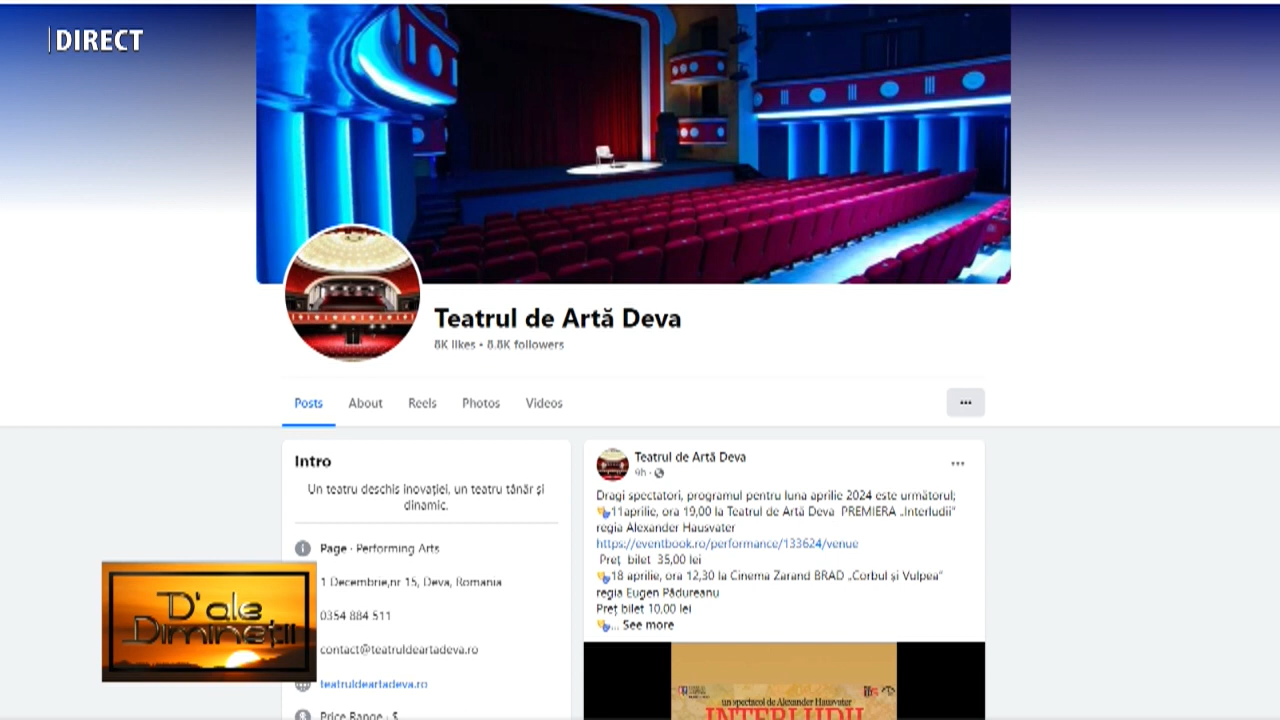 DIRECT
Teatrul de Artă Deva
8K likes • 8.8K followers
Posts About Reels Photos Videos
Intro
Un teatru deschis inovației, un teatru tânăr și
dinamic.
Page · Performing Arts
1 Decembrie,nr 15, Deva, Romania
0354 884 511
contact@teatruldeartadeva.ro
teatruldeartadeva.ro
Price Range · $
D'ale
Dimineții
Teatrul de Artă Deva
9h
Dragi spectatori, programul pentru luna aprilie 2024 este următorul;
11aprilie, ora 19,00 la Teatrul de Artă Deva PREMIERA „Interludii”
regia Alexander Hausvater
https://eventbook.ro/performance/133624/venue
Preț bilet 35,00 lei
18 aprilie, ora 12,30 la Cinema Zarand BRAD „Corbul și Vulpea”
regia Eugen Pădureanu
Preț bilet 10,00 lei
... See more
un spectacol de Alexander Hausvater
INTERLUDII